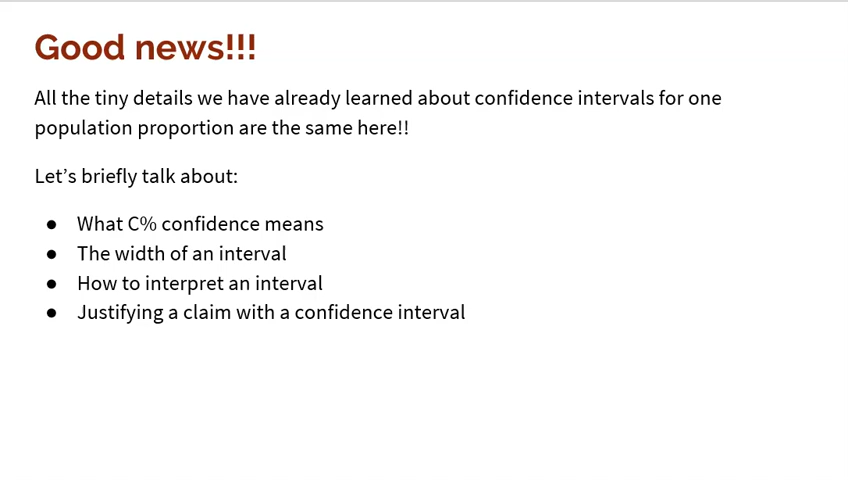 Good news!!!
All the tiny details we have already learned about confidence intervals for one
population proportion are the same here!!
Let’s briefly talk about:
● What C% confidence means
● The width of an interval
● How to interpret an interval
● Justifying a claim with a confidence interval